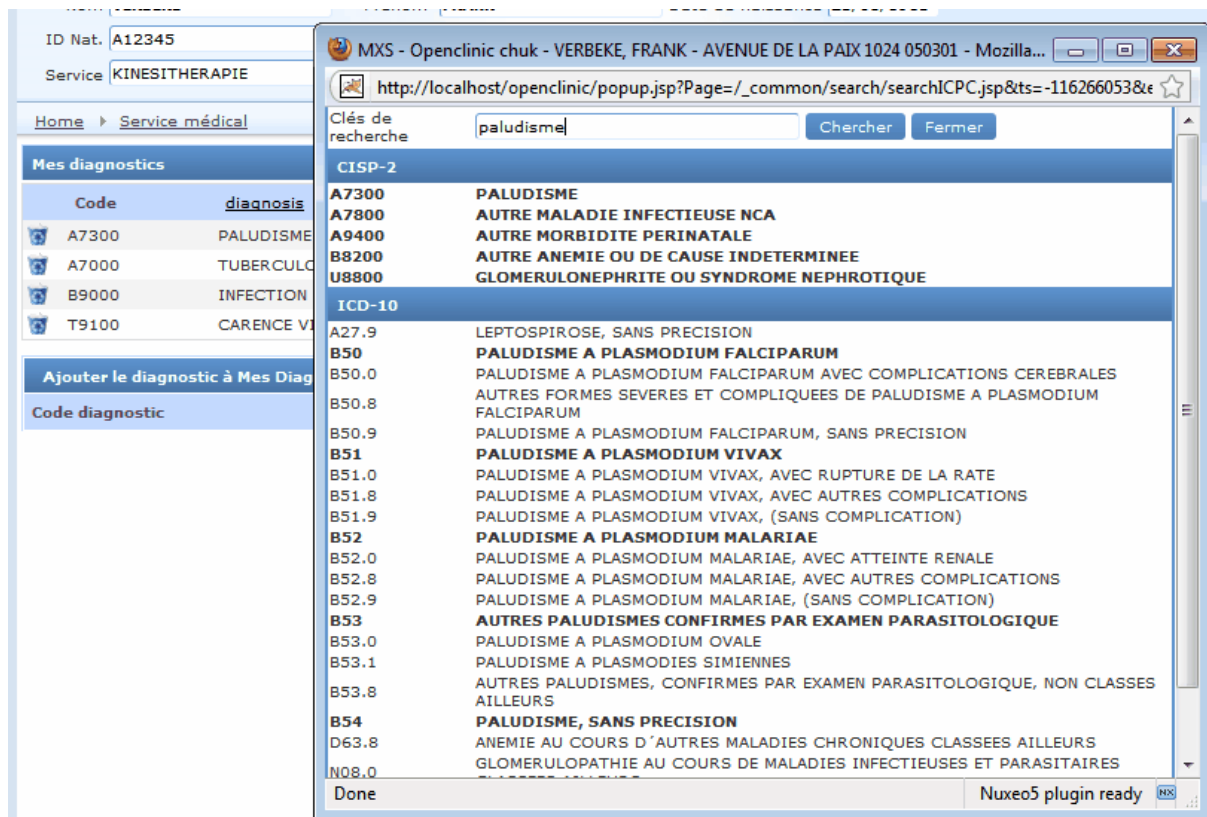 ID Nat. A12345
Service KINESITHERAPIE
Home Service médical
Mes diagnostics
Code diagnosis
A7300 PALUDISME
A7000 TUBERCULO
B9000 INFECTION
T9100 CARENCE VI
Ajouter le diagnostic à Mes Diag
Code diagnostic
MXS - Openclinic chuk - VERBEKE, FRANK - AVENUE DE LA PAIX 1024 050301 - Mozilla...
http://localhost/openclinic/popup.jsp?Page=/_common/search/searchICPC.jsp&ts=-116266053&e
Clés de
recherche
paludisme Chercher Fermer
CISP-2
A7300 PALUDISME
A7800 AUTRE MALADIE INFECTIEUSE NCA
A9400 AUTRE MORBIDITE PERINATALE
B8200 AUTRE ANEMIE OU DE CAUSE INDETERMINEE
U8800 GLOMERULONEPHRITE OU SYNDROME NEPHROTIQUE
ICD-10
A27.9 LEPTOSPIROSE, SANS PRECISION
B50 PALUDISME A PLASMODIUM FALCIPARUM
B50.0 PALUDISME A PLASMODIUM FALCIPARUM AVEC COMPLICATIONS CEREBRALES
B50.8 AUTRES FORMES SEVERES ET COMPLIQUEES DE PALUDISME A PLASMODIUM
FALCIPARUM
B50.9 PALUDISME A PLASMODIUM FALCIPARUM, SANS PRECISION
B51 PALUDISME A PLASMODIUM VIVAX
B51.0 PALUDISME A PLASMODIUM VIVAX, AVEC RUPTURE DE LA RATE
B51.8 PALUDISME A PLASMODIUM VIVAX, AVEC AUTRES COMPLICATIONS
B51.9 PALUDISME A PLASMODIUM VIVAX, (SANS COMPLICATION)
B52 PALUDISME A PLASMODIUM MALARIAE
B52.0 PALUDISME A PLASMODIUM MALARIAE, AVEC ATTEINTE RENALE
B52.8 PALUDISME A PLASMODIUM MALARIAE, AVEC AUTRES COMPLICATIONS
B52.9 PALUDISME A PLASMODIUM MALARIAE, (SANS COMPLICATION)
B53 AUTRES PALUDISMES CONFIRMES PAR EXAMEN PARASITOLOGIQUE
B53.0 PALUDISME A PLASMODIUM OVALE
B53.1 PALUDISME A PLASMODIES SIMIENNES
B53.8 AUTRES PALUDISMES, CONFIRMES PAR EXAMEN PARASITOLOGIQUE, NON CLASSES
AILLEURS
B54 PALUDISME, SANS PRECISION
D63.8 ANEMIE AU COURS D´AUTRES MALADIES CHRONIQUES CLASSEES AILLEURS
N08.0 GLOMERULOPATHIE AU COURS DE MALADIES INFECTIEUSES ET PARASITAIRES
Done Nuxeo5 plugin ready NX